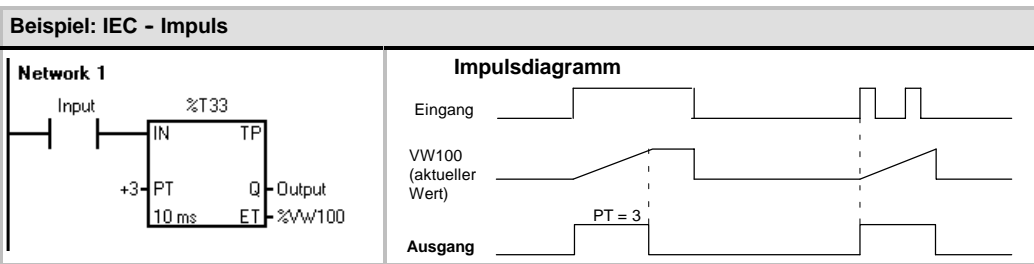 Beispiel: IEC - Impuls
Network 1
Input
%T33
IN
TP
+3
PT
Q
Output
10 ms
ET
%VW100
Impulsdiagramm
Eingang
VW100
(aktueller
Wert)
PT = 3
Ausgang